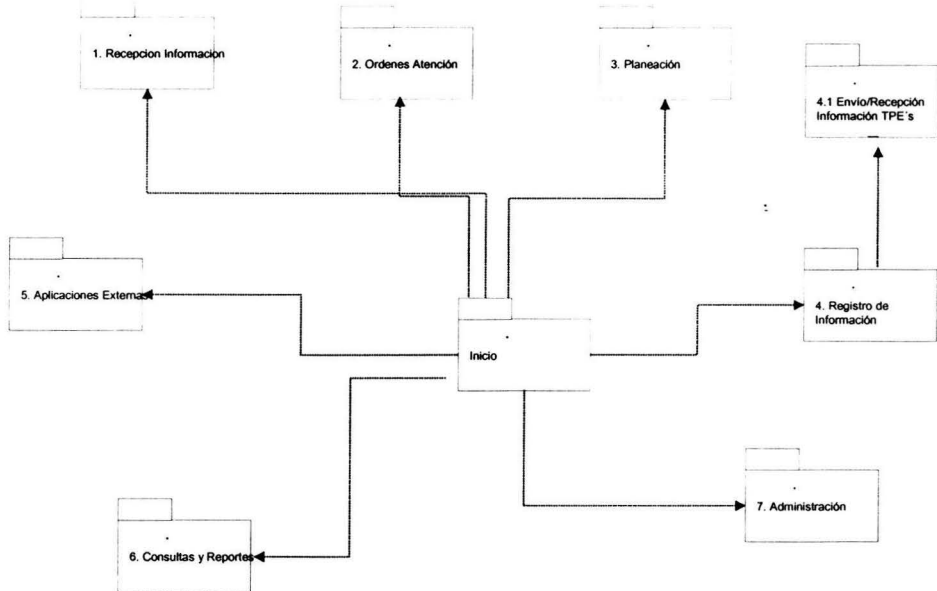 1. Recepcion Informacion
2. Ordenes Atención
3. Planeación
4.1 Envío/Recepción
Información TPE´s
5. Aplicaciones Externas
4. Registro de
Información
Inicio
7. Administración
6. Consultas y Reportes